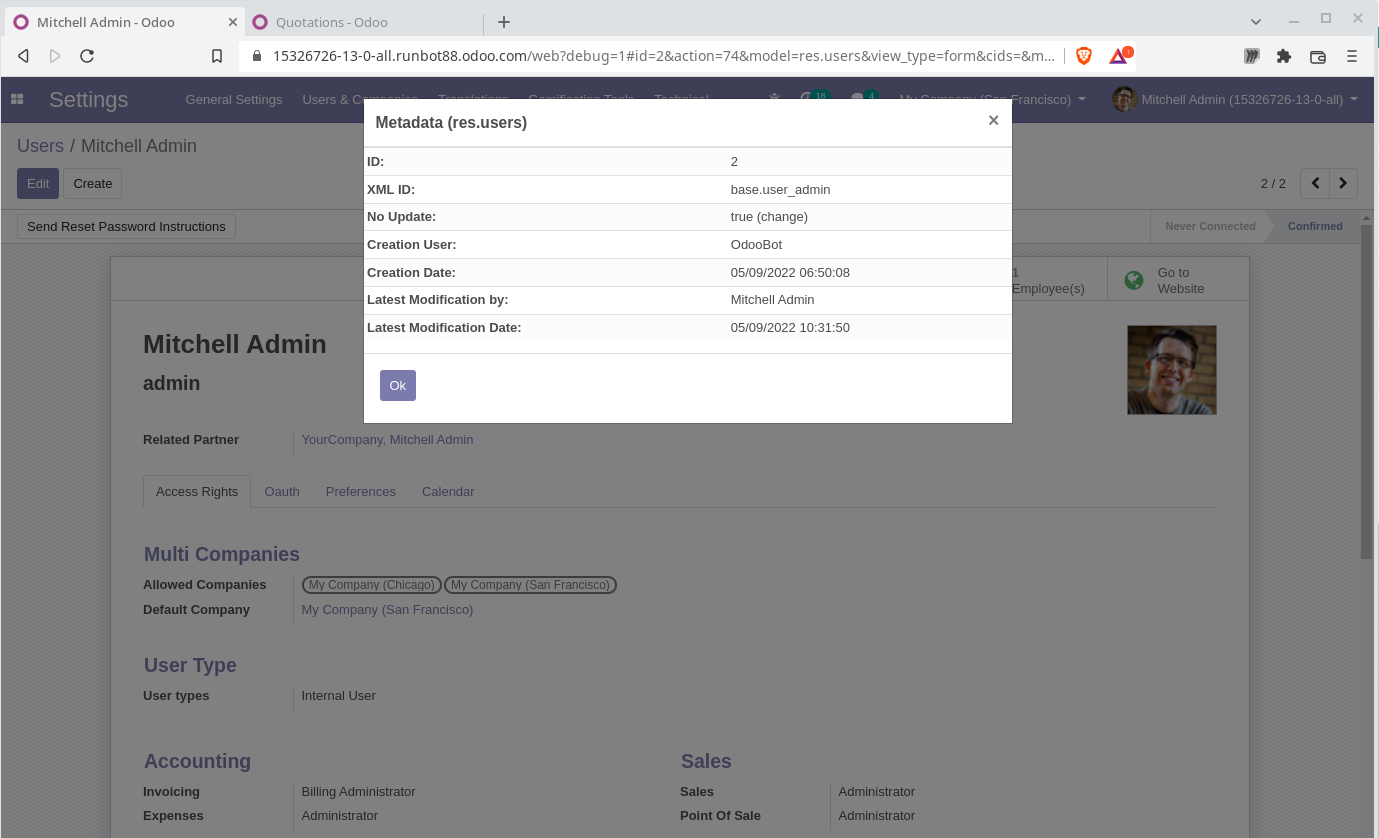 Mitchell Admin - Odoo
Quotations - Odoo
15326726-13-0-all.runbot88.odoo.com/web?debug=1#id=2&action=74&model=res.users&view_type=form&cids=&m...
Settings
General Settings
Users & Companies
Translations
Gamification Tools
Technical
16
4
My Company (San Francisco)
Mitchell Admin (15326726-13-0-all)
Users / Mitchell Admin
Edit
Create
2 / 2
Send Reset Password Instructions
Never Connected
Confirmed
Metadata (res.users)
×
ID: 2
XML ID: base.user_admin
No Update: true (change)
Creation User: OdooBot
Creation Date: 05/09/2022 06:50:08
Latest Modification by: Mitchell Admin
Latest Modification Date: 05/09/2022 10:31:50
Ok
1
Employee(s)
Go to
Website
Mitchell Admin
admin
Related Partner YourCompany, Mitchell Admin
Access Rights
Oauth
Preferences
Calendar
Multi Companies
Allowed Companies My Company (Chicago) My Company (San Francisco)
Default Company My Company (San Francisco)
User Type
User types Internal User
Accounting
Invoicing Billing Administrator
Expenses Administrator
Sales
Sales Administrator
Point Of Sale Administrator